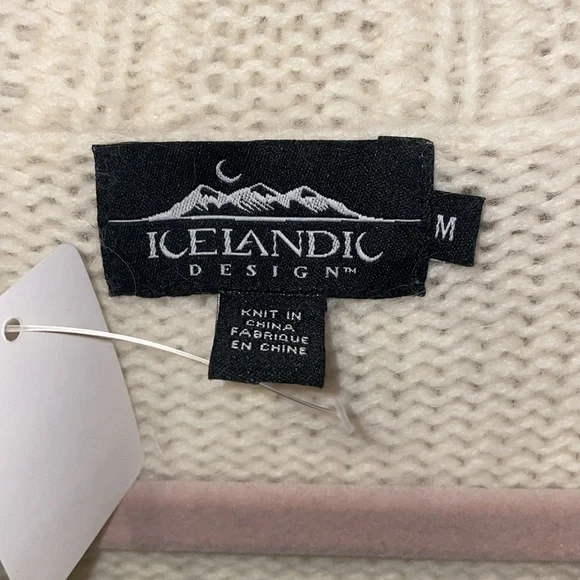 ICELANDIC
DESIGN™
M
KNIT IN
CHINA
FABRIQUE
EN CHINE